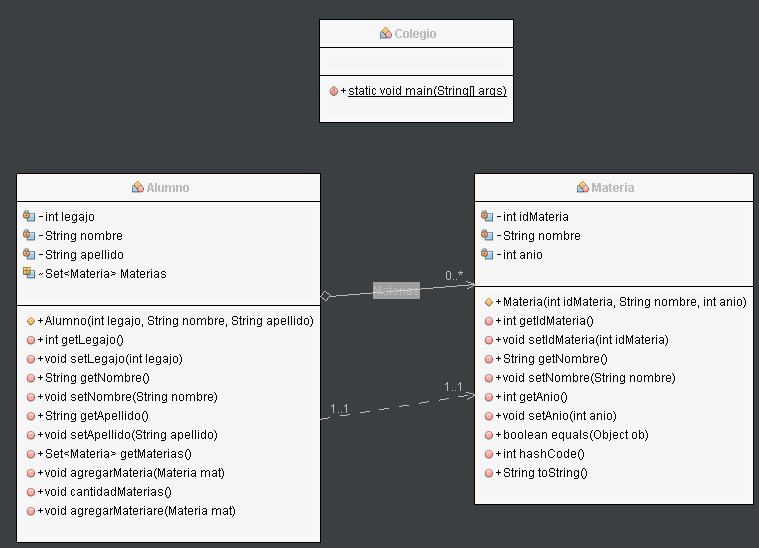 Colegio
+ static void main(String[] args)
Alumno
- int legajo
- String nombre
- String apellido
~ Set<Materia> Materias
+ Alumno(int legajo, String nombre, String apellido)
+ int getLegajo()
+ void setLegajo(int legajo)
+ String getNombre()
+ void setNombre(String nombre)
+ String getApellido()
+ void setApellido(String apellido)
+ Set<Materia> getMaterias()
+ void agregarMateria(Materia mat)
+ void cantidadMaterias()
+ void agregarMateriare(Materia mat)
Materias
0..*
1..1
1..1
Materia
- int idMateria
- String nombre
- int anio
+ Materia(int idMateria, String nombre, int anio)
+ int getIdMateria()
+ void setIdMateria(int idMateria)
+ String getNombre()
+ void setNombre(String nombre)
+ int getAnio()
+ void setAnio(int anio)
+ boolean equals(Object ob)
+ int hashCode()
+ String toString()